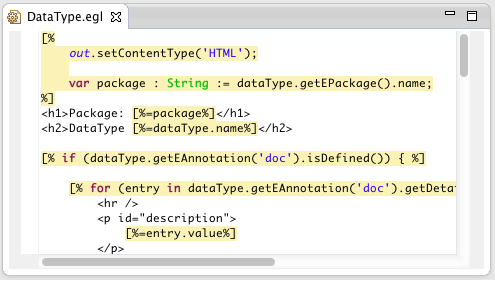 DataType.egl
[%
out.setContentType('HTML');
var package : String := dataType.getEPackage().name;
%]
<h1>Package: [%=package%]</h1>
<h2>DataType [%=dataType.name%]</h2>
[% if (dataType.getEAnnotation('doc').isDefined()) { %]
[% for (entry in dataType.getEAnnotation('doc').getDeta
<hr />
<p id="description">
[%=entry.value%]
</p>